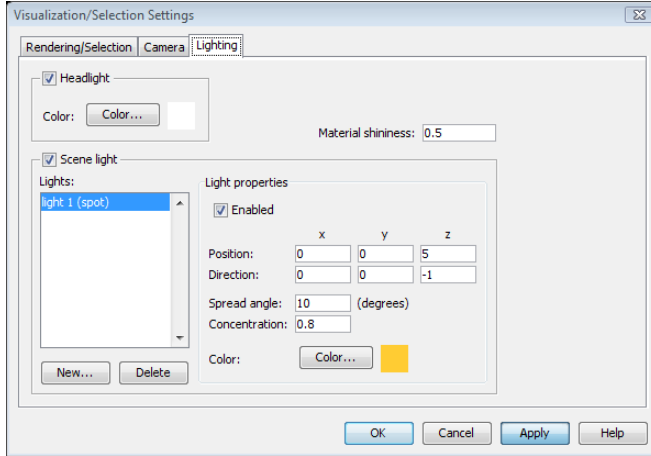 Visualization/Selection Settings
Rendering/Selection Camera Lighting
Headlight
Color: Color...
Material shininess: 0.5
Scene light
Lights:
light 1 (spot)
New... Delete
Light properties
Enabled
x y z
Position: 0 0 5
Direction: 0 0 -1
Spread angle: 10 (degrees)
Concentration: 0.8
Color: Color...
OK Cancel Apply Help